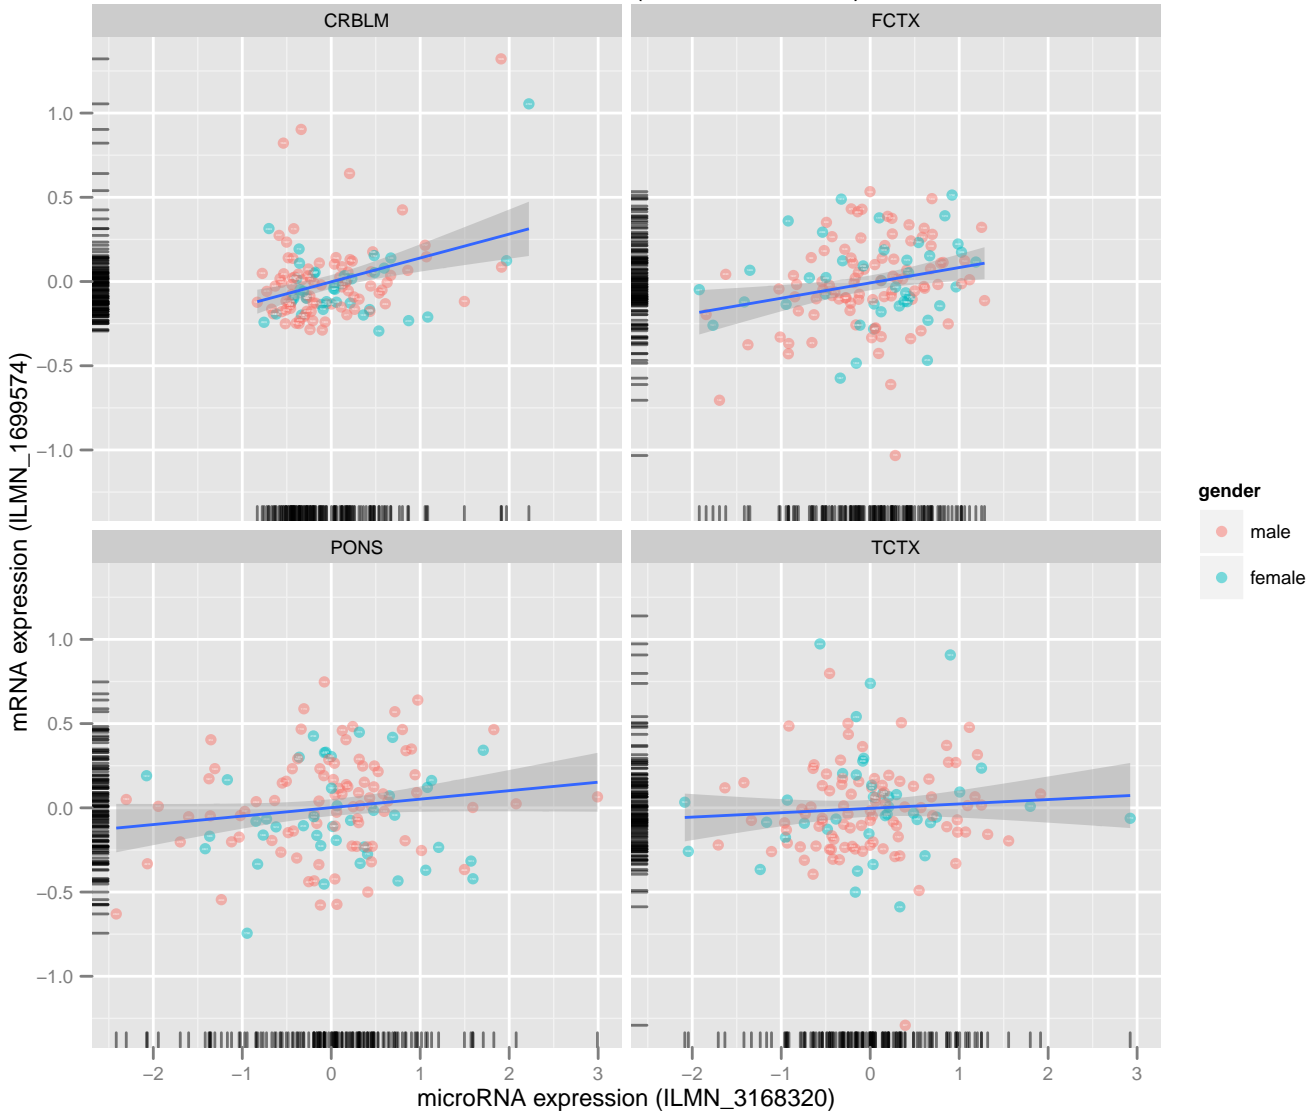 CRBLM
FCTX
1.0
0.5
0.0
−0.5
−1.0
PONS
TCTX
1.0
0.5
0.0
−0.5
−1.0
−2 −1 0 1 2 3
−2 −1 0 1 2 3
microRNA expression (ILMN_3168320)
mRNA expression (ILMN_1699574)
gender
male
female